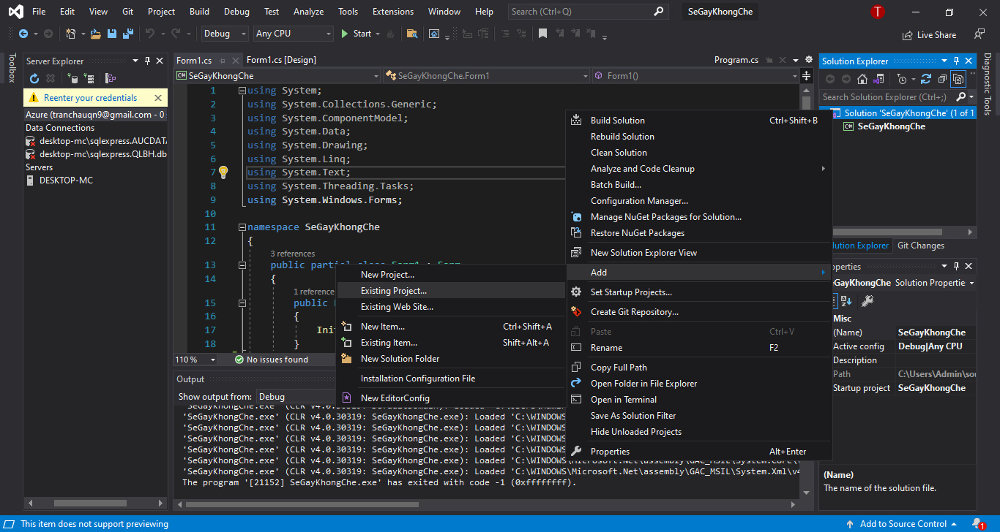 File Edit View Git Project Build Debug Test Analyze Tools Extensions Window Help Search (Ctrl+Q) SeGayKhongChe T
Debug Any CPU Start Live Share
Toolbox
Server Explorer
Reenter your credentials
Azure (tranchauqn9@gmail.com - 0
Data Connections
desktop-mc\sqlexpress.AUCDATA
desktop-mc\sqlexpress.QLBH.db
Servers
DESKTOP-MC
Form1.cs Form1.cs [Design] Program.cs
SeGayKhongChe SeGayKhongChe.Form1 Form1()
1 using System;
2 using System.Collections.Generic;
3 using System.ComponentModel;
4 using System.Data;
5 using System.Drawing;
6 using System.Linq;
7 using System.Text;
8 using System.Threading.Tasks;
9 using System.Windows.Forms;
10
11 namespace SeGayKhongChe
12 {
3 references
13 public partial class Form1 : Form
14 {
1 reference
15 public
16 {
17 Ini
18 }
110 % No issues found
Build Solution Ctrl+Shift+B
Rebuild Solution
Clean Solution
Analyze and Code Cleanup
Batch Build...
Configuration Manager...
Manage NuGet Packages for Solution...
Restore NuGet Packages
New Solution Explorer View
Add
Set Startup Projects...
Create Git Repository...
Paste Ctrl+V
Rename F2
Copy Full Path
Open Folder in File Explorer
Open in Terminal
Save As Solution Filter
Hide Unloaded Projects
Properties Alt+Enter
New Project...
Existing Project...
Existing Web Site...
New Item... Ctrl+Shift+A
Existing Item... Shift+Alt+A
New Solution Folder
Installation Configuration File
New EditorConfig
Output
Show output from: Debug
'SeGayKhongChe.exe' (CLR v4.0.30319: SeGayKhongChe.exe): Loaded 'C:\WINDOWS
'SeGayKhongChe.exe' (CLR v4.0.30319: SeGayKhongChe.exe): Loaded 'C:\WINDOWS
'SeGayKhongChe.exe' (CLR v4.0.30319: SeGayKhongChe.exe): Loaded 'C:\WINDOWS
'SeGayKhongChe.exe' (CLR v4.0.30319: SeGayKhongChe.exe): Loaded 'C:\WINDOWS
'SeGayKhongChe.exe' (CLR v4.0.30319: SeGayKhongChe.exe): Loaded 'C:\WINDOWS\Microsoft.Net\assembly\GAC_MSIL\System.Core\
'SeGayKhongChe.exe' (CLR v4.0.30319: SeGayKhongChe.exe): Loaded 'C:\WINDOWS\Microsoft.Net\assembly\GAC_MSIL\System.Xml\v4
The program '[21152] SeGayKhongChe.exe' has exited with code -1 (0xffffffff).
Solution Explorer
Search Solution Explorer (Ctrl+;)
Solution 'SeGayKhongChe' (1 of 1
C# SeGayKhongChe
Diagnostic Tools
lution Explorer Git Changes
operties
GayKhongChe Solution Propertie
Misc
(Name) SeGayKhongChe
Active config Debug|Any CPU
Description
Path C:\Users\Admin\sou
Startup project SeGayKhongChe
(Name)
The name of the solution file.
This item does not support previewing Add to Source Control 1